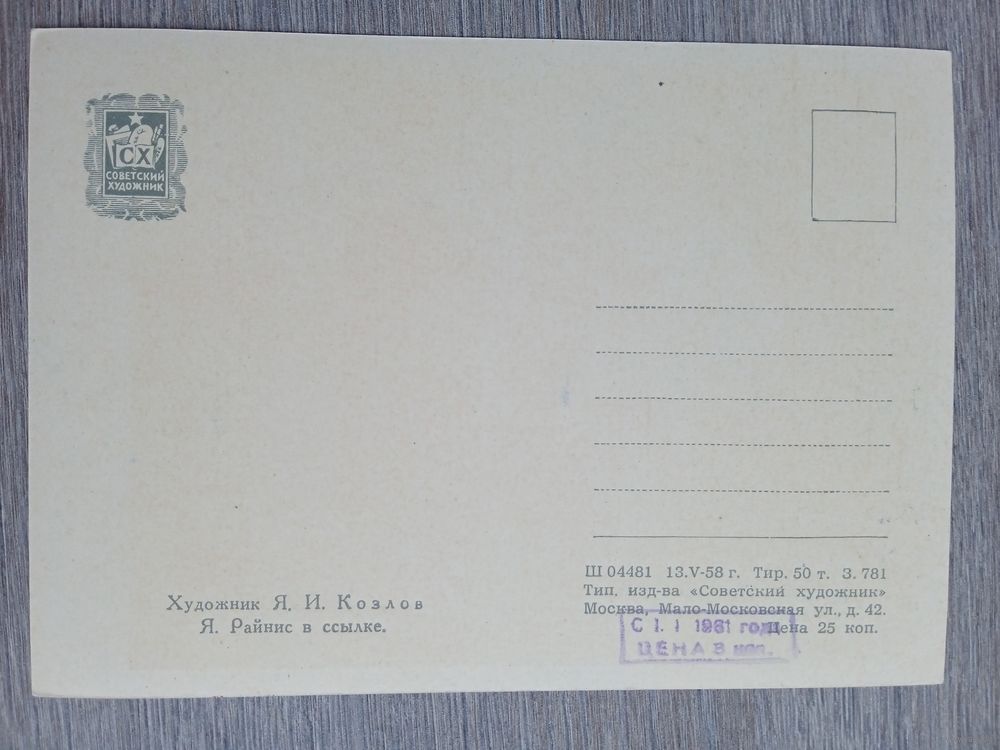 СХ
СОВЕТСКИЙ
ХУДОЖНИК
Художник Я. И. Козлов
Я. Райнис в ссылке.
Ш 04481 13.V-58 г. Тир. 50 т. З. 781
Тип. изд-ва «Советский художник»
Москва, Мало-Московская ул., д. 42.
Цена 25 коп.
С 1. I 1961 года
ЦЕНА 3 коп.